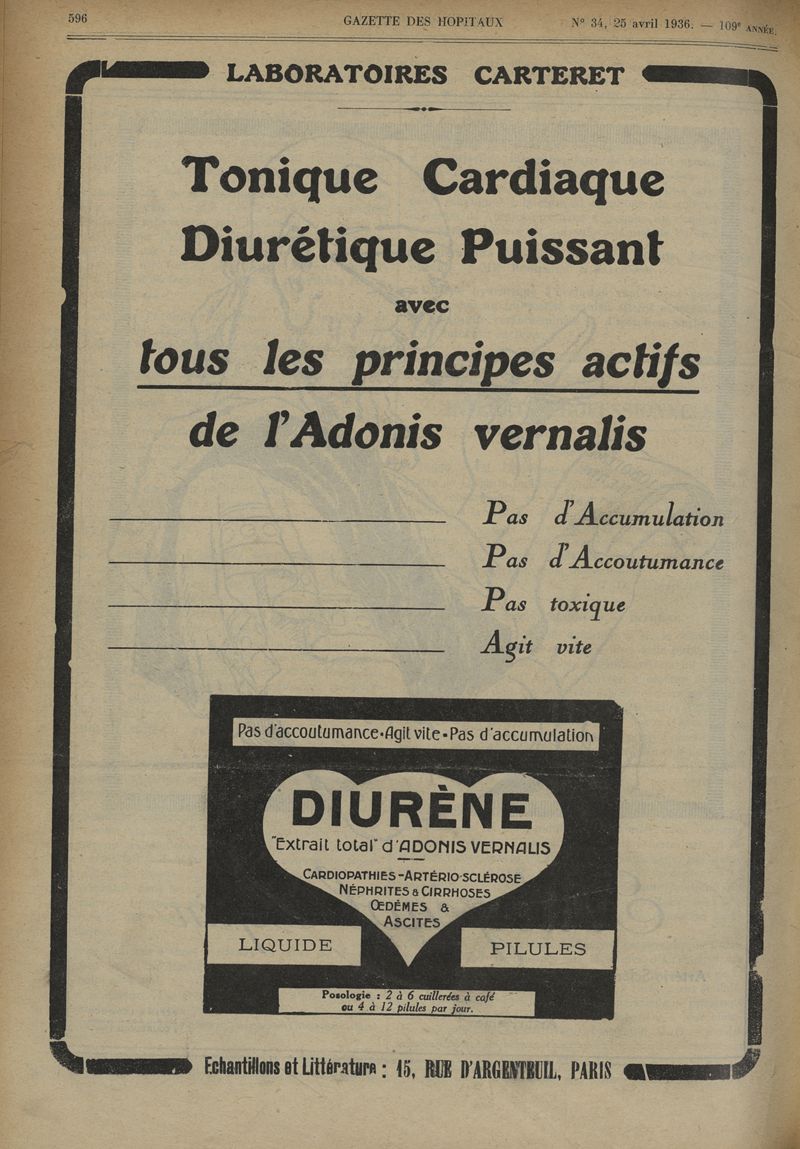 596 GAZETTE DES HOPITAUX N° 34, 25 avril 1936. — 109e ANNÉE.
LABORATOIRES CARTERET
Tonique Cardiaque
Diurétique Puissant
avec
tous les principes actifs
de l'Adonis vernalis
Pas d'Accumulation
Pas d'Accoutumance
Pas toxique
Agit vite
Pas d'accoutumance·Agit vite-Pas d'accumulation
DIURÈNE
"Extrait total" d'ADONIS VERNALIS
CARDIOPATHIES-ARTÉRIO-SCLÉROSE
NÉPHRITES & CIRRHOSES
ŒDÈMES &
ASCITES
LIQUIDE PILULES
Posologie : 2 à 6 cuillerées à café
ou 4 à 12 pilules par jour.
Echantillons et Littérature : 15, RUE D'ARGENTEUIL, PARIS